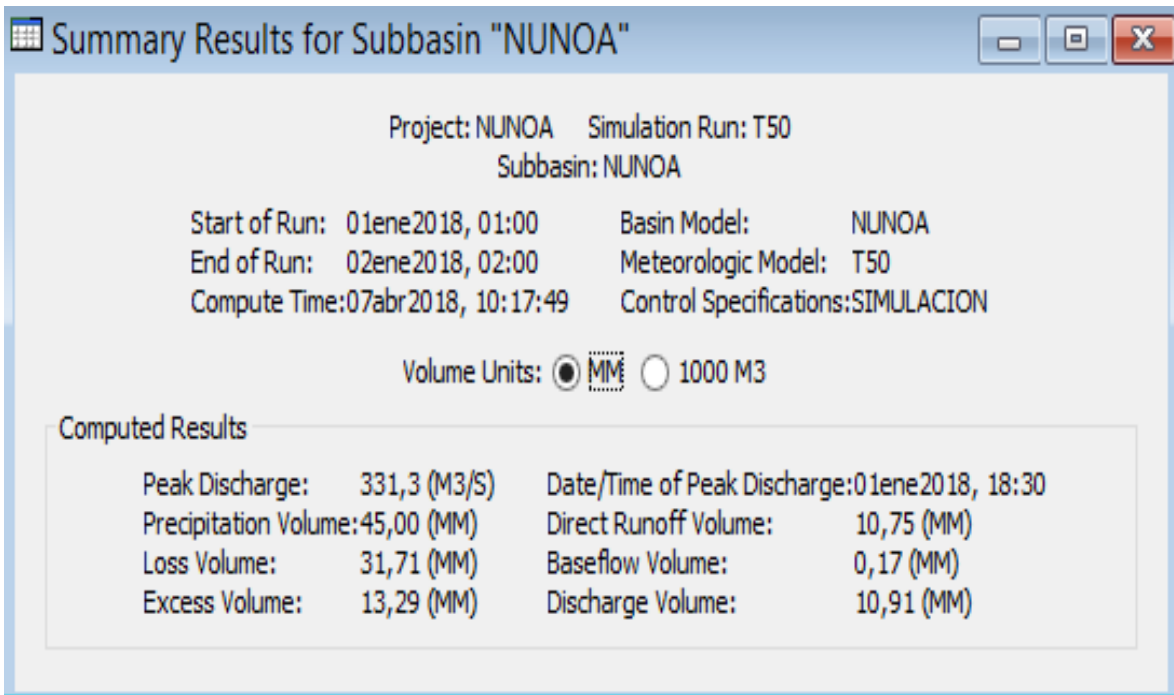 Summary Results for Subbasin "NUNOA"
Project: NUNOA Simulation Run: T50
Subbasin: NUNOA
Start of Run: 01ene2018, 01:00 Basin Model: NUNOA
End of Run: 02ene2018, 02:00 Meteorologic Model: T50
Compute Time:07abr2018, 10:17:49 Control Specifications:SIMULACION
Volume Units: MM 1000 M3
Computed Results
Peak Discharge: 331,3 (M3/S) Date/Time of Peak Discharge:01ene2018, 18:30
Precipitation Volume:45,00 (MM) Direct Runoff Volume: 10,75 (MM)
Loss Volume: 31,71 (MM) Baseflow Volume: 0,17 (MM)
Excess Volume: 13,29 (MM) Discharge Volume: 10,91 (MM)